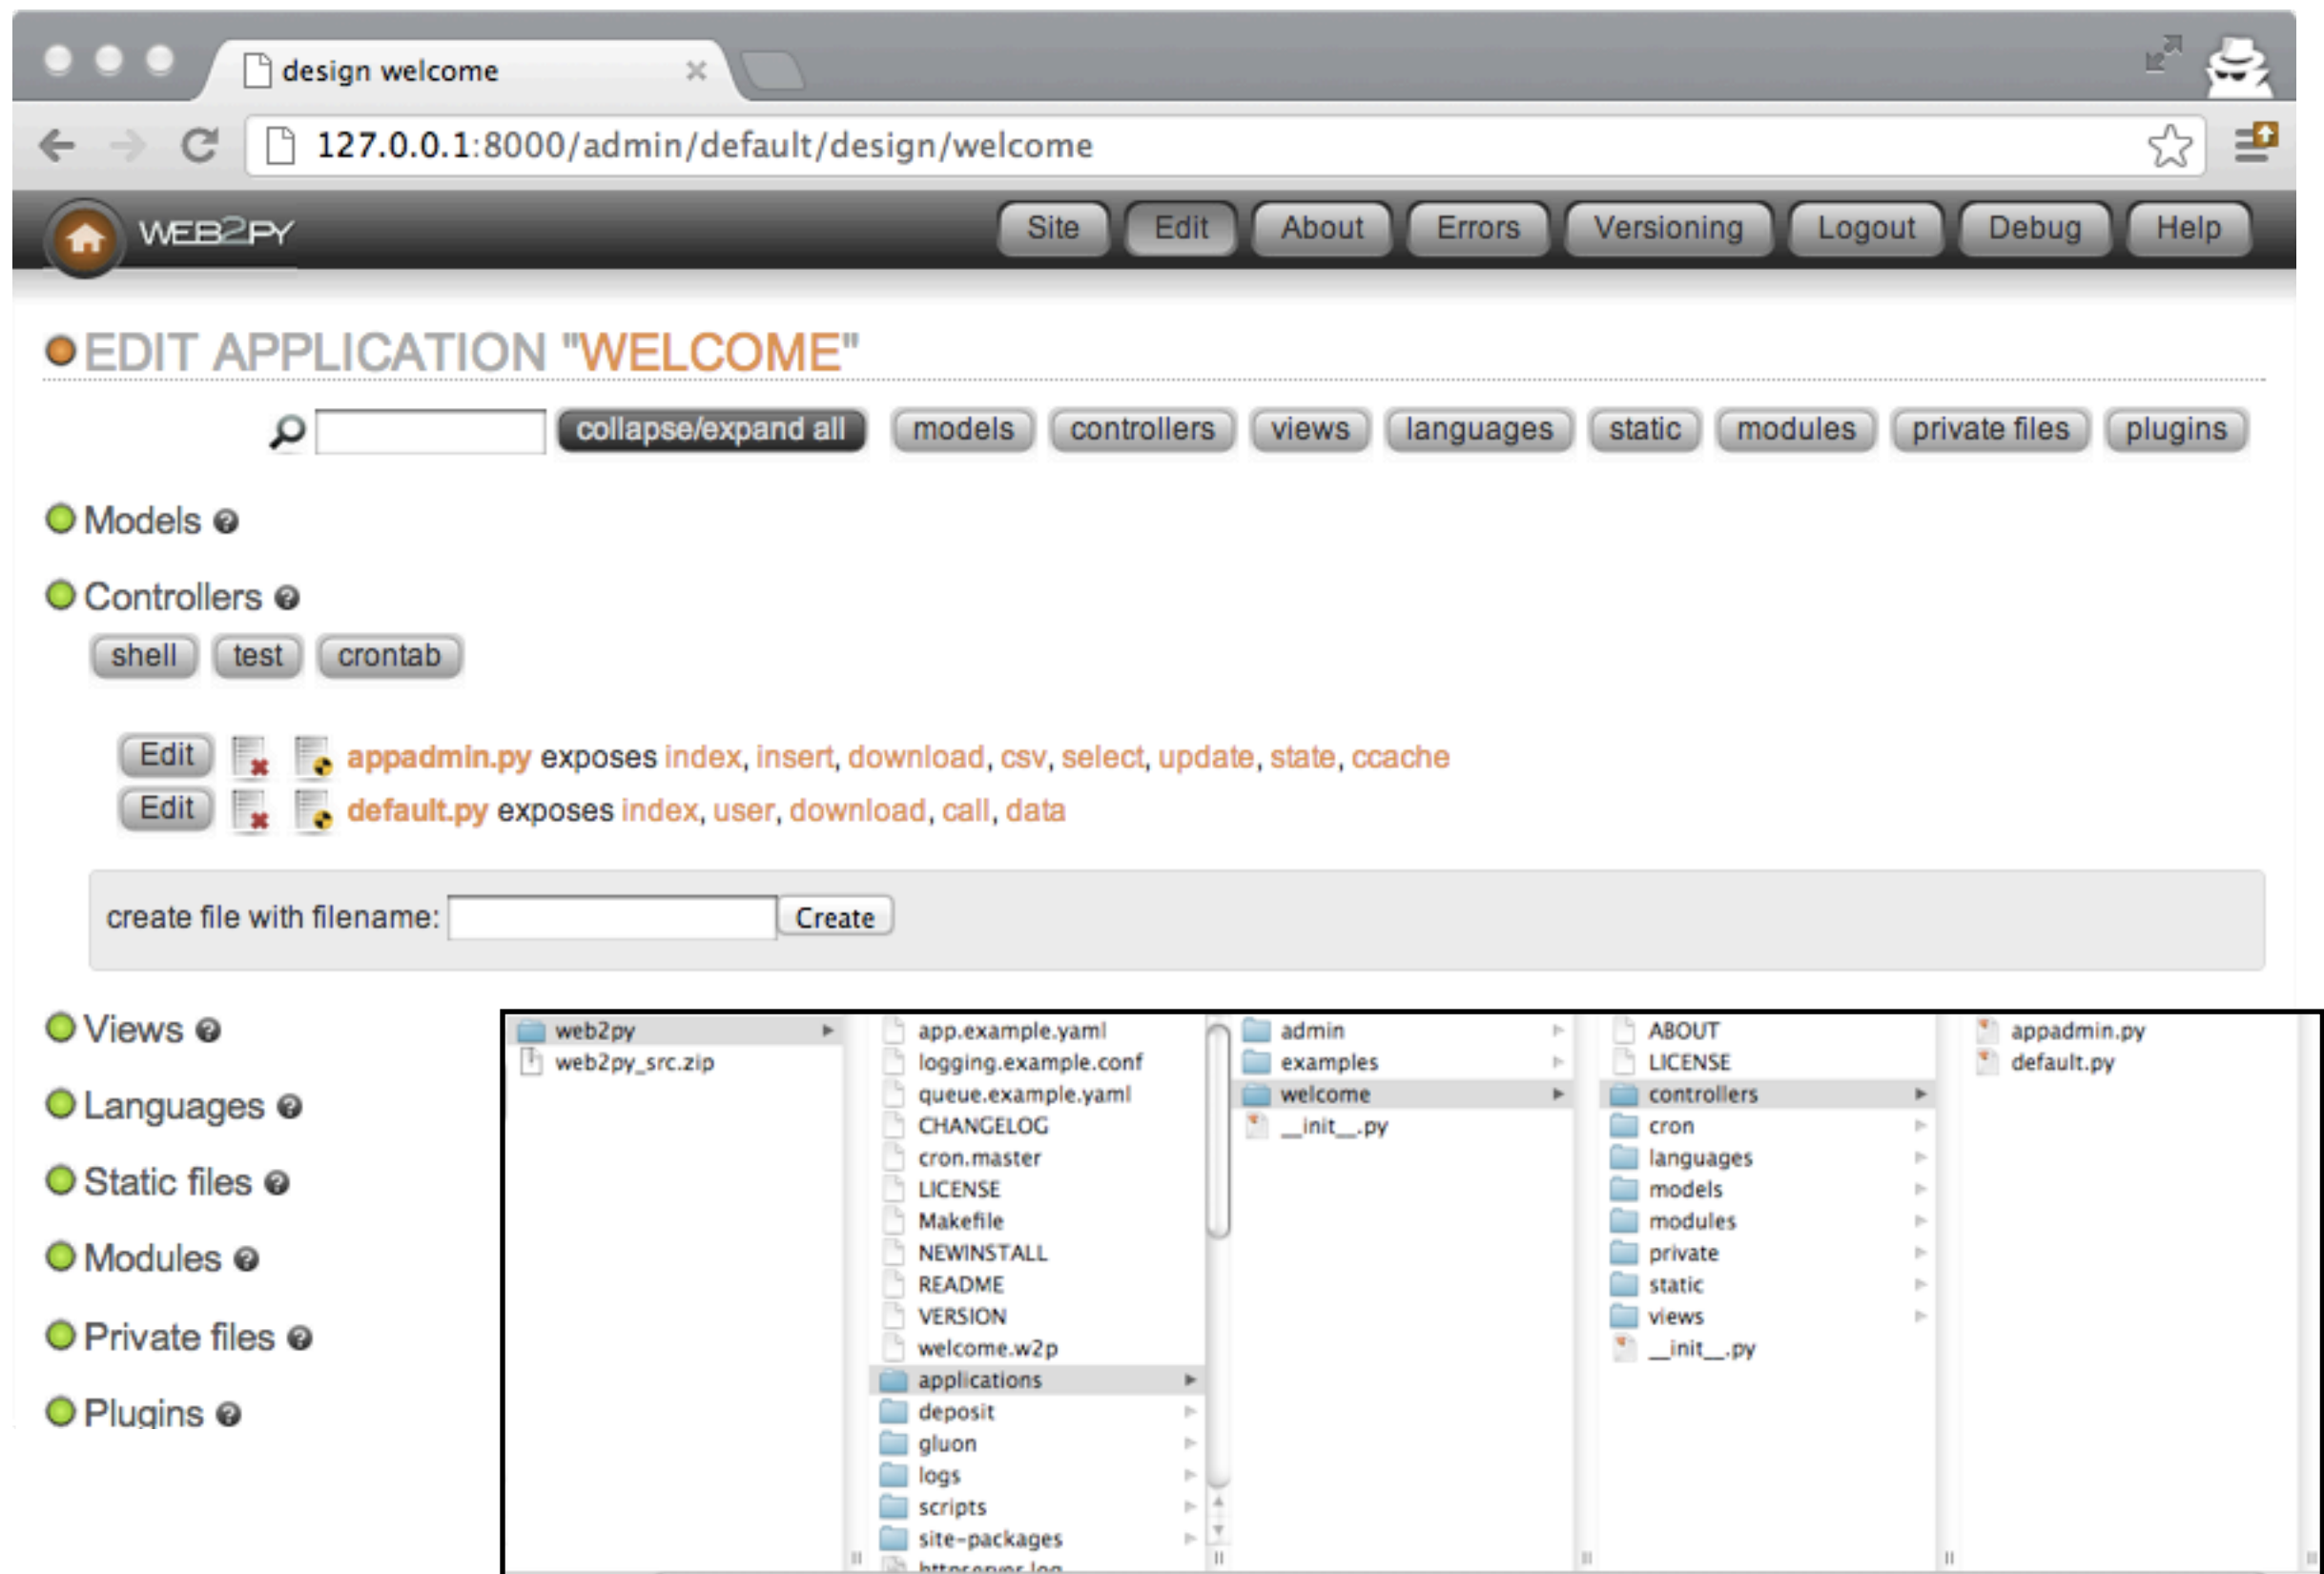 design welcome
127.0.0.1:8000/admin/default/design/welcome
WEB2PY
Site Edit About Errors Versioning Logout Debug Help
EDIT APPLICATION "WELCOME"
collapse/expand all models controllers views languages static modules private files plugins
Models
Controllers
shell test crontab
Edit appadmin.py exposes index, insert, download, csv, select, update, state, ccache
Edit default.py exposes index, user, download, call, data
create file with filename: Create
Views
Languages
Static files
Modules
Private files
Plugins
web2py
web2py_src.zip
app.example.yaml
logging.example.conf
queue.example.yaml
CHANGELOG
cron.master
LICENSE
Makefile
NEWINSTALL
README
VERSION
welcome.w2p
applications
deposit
gluon
logs
scripts
site-packages
httpserver.log
admin
examples
welcome
__init__.py
ABOUT
LICENSE
controllers
cron
languages
models
modules
private
static
views
__init__.py
appadmin.py
default.py